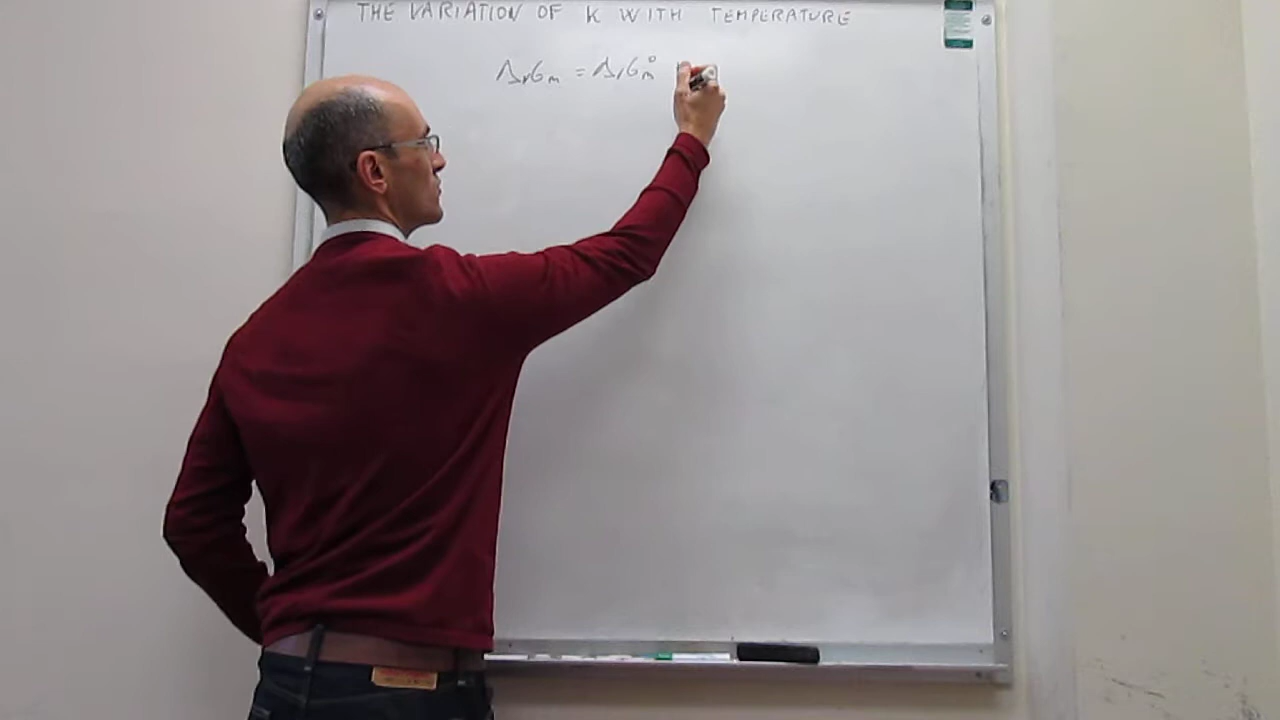 THE VARIATION OF K WITH TEMPERATURE
ΔrGm = ΔrG°m